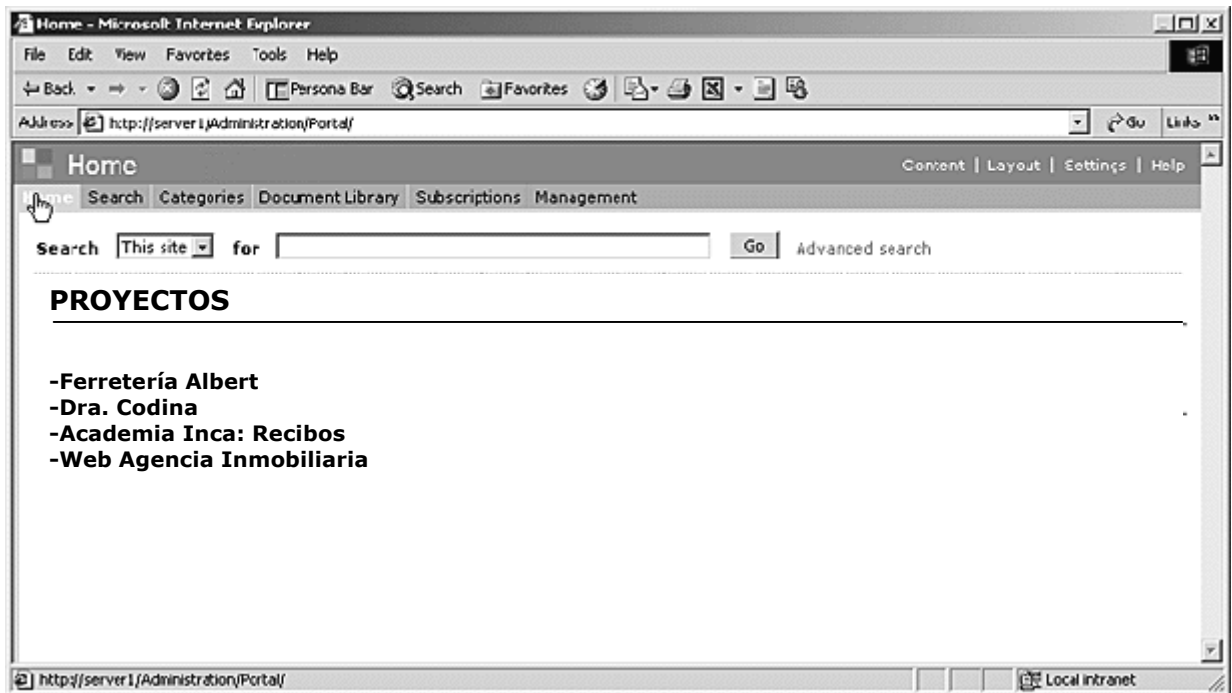 Home - Microsoft Internet Explorer
File Edit View Favorites Tools Help
Back Persona Bar Search Favorites
Address http://server1/Administration/Portal/ Go Links »
Home Content | Layout | Settings | Help
Home Search Categories Document Library Subscriptions Management
Search This site for Go Advanced search
PROYECTOS
-Ferretería Albert
-Dra. Codina
-Academia Inca: Recibos
-Web Agencia Inmobiliaria
http://server1/Administration/Portal/ Local intranet